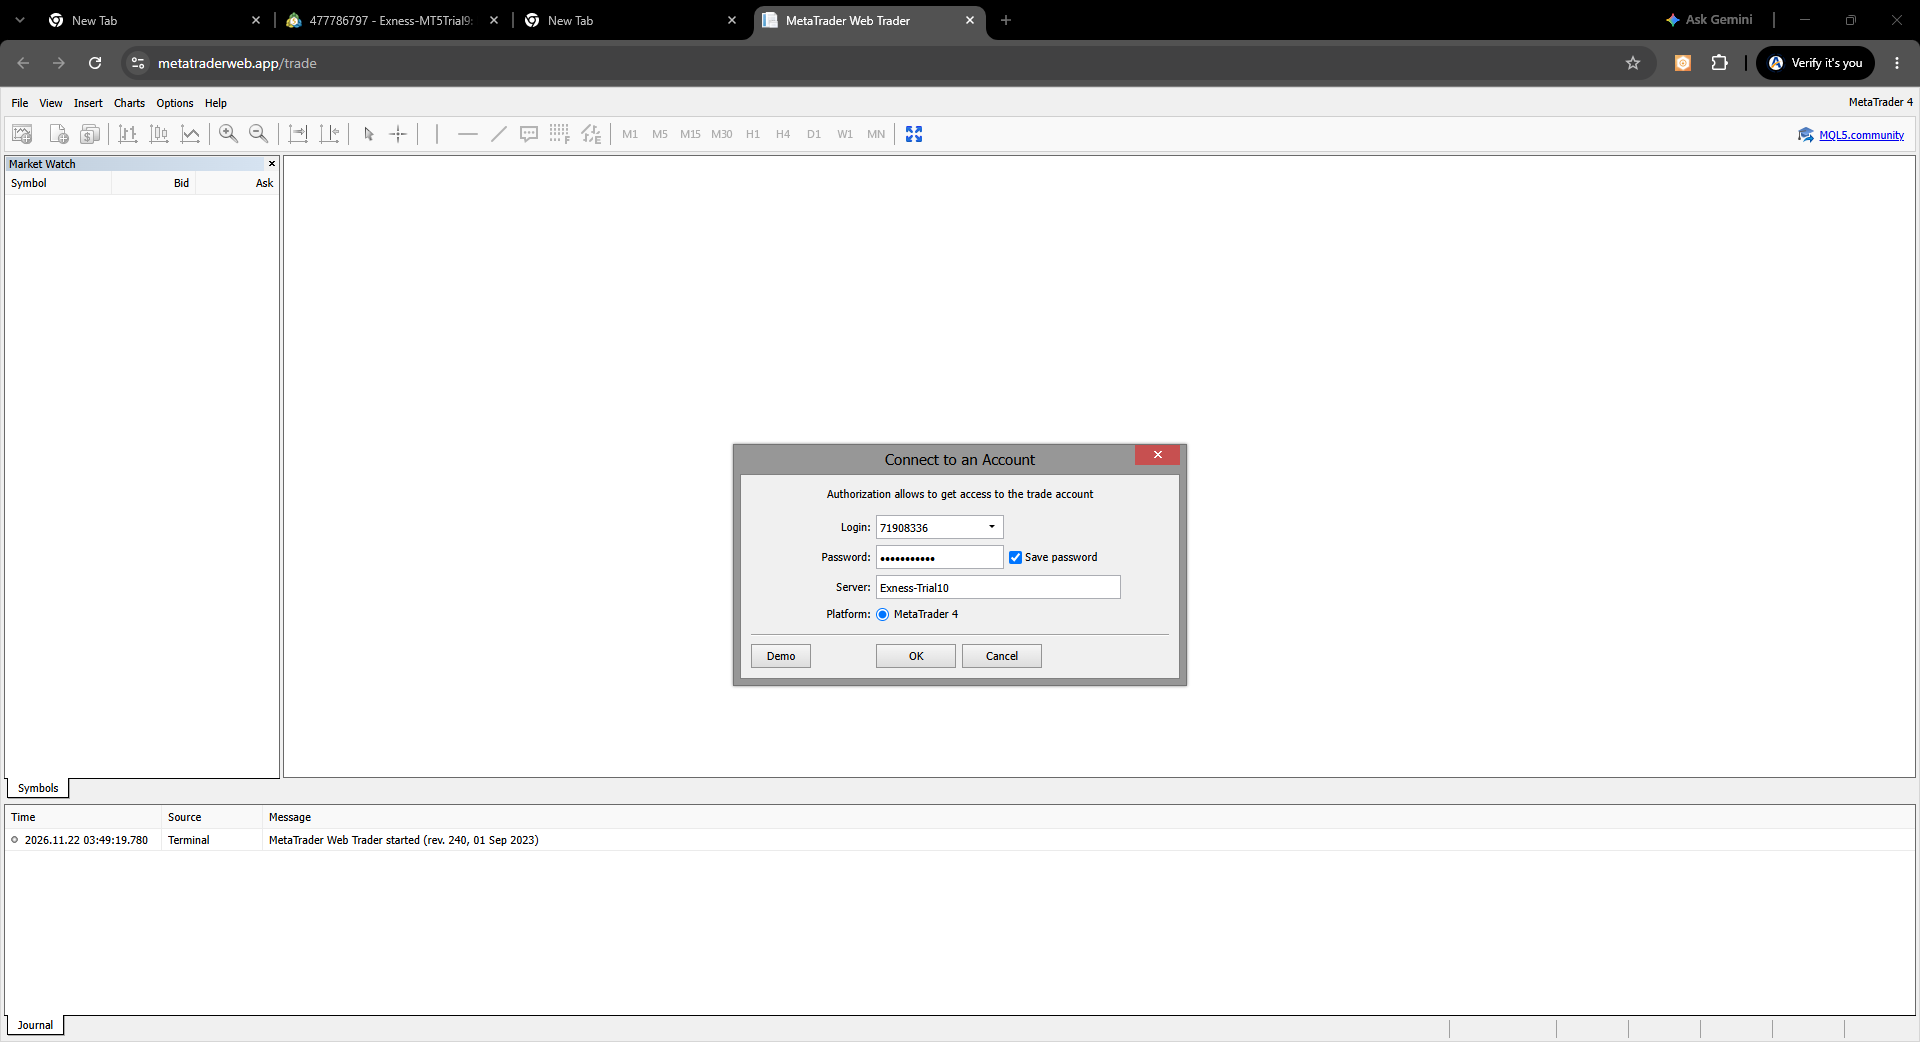 New Tab
477786797 - Exness-MT5Trial9
New Tab
MetaTrader Web Trader
Ask Gemini
metatraderweb.app/trade
Verify it's you
File View Insert Charts Options Help
MetaTrader 4
M1 M5 M15 M30 H1 H4 D1 W1 MN
MQL5.community
Market Watch
Symbol Bid Ask
Connect to an Account
Authorization allows to get access to the trade account
Login: 71908336
Password: ••••••••••• Save password
Server: Exness-Trial10
Platform: MetaTrader 4
Demo OK Cancel
Symbols
Time Source Message
2026.11.22 03:49:19.780 Terminal MetaTrader Web Trader started (rev. 240, 01 Sep 2023)
Journal